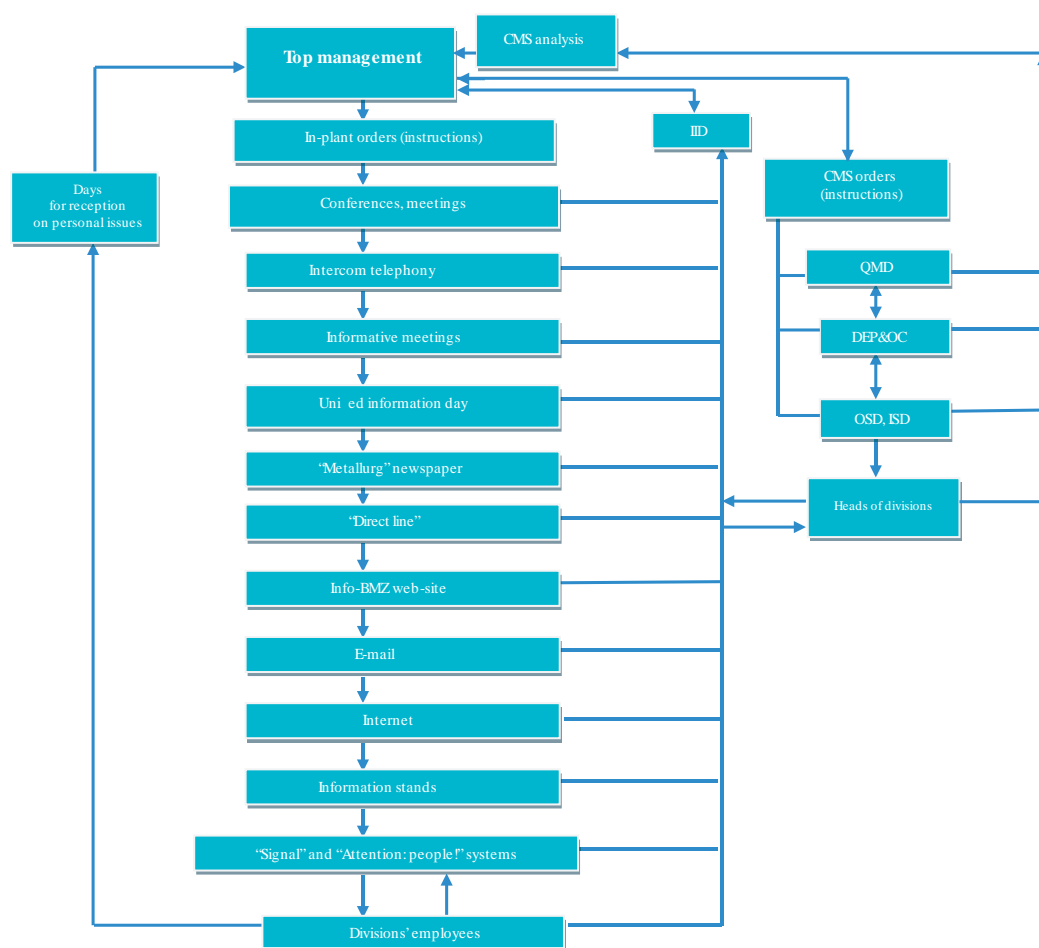 CMS analysis
Top management
In-plant orders (instructions)
IID
Days
for reception
on personal issues
CMS orders
(instructions)
Conferences, meetings
Intercom telephony
QMD
Informative meetings
DEP&OC
Uni ed information day
OSD, ISD
“Metallurg” newspaper
“Direct line”
Heads of divisions
Info-BMZ web-site
E-mail
Internet
Information stands
“Signal” and “Attention: people!” systems
Divisions’ employees